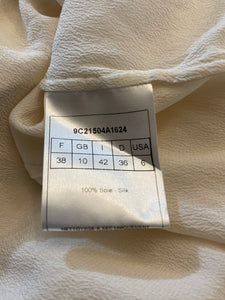 9C21504A1624
F GB I D USA
38 10 42 36 6
100% Soie - Silk